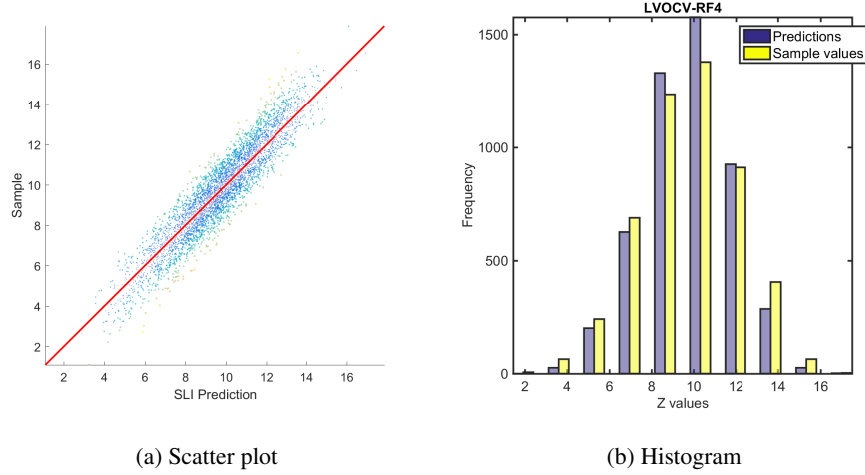 16
14
12
10
8
6
4
2
Sample
2 4 6 8 10 12 14 16
SLI Prediction
(a) Scatter plot
LVOCV-RF4
Predictions
Sample values
1500
1000
500
0
Frequency
2 4 6 8 10 12 14 16
Z values
(b) Histogram